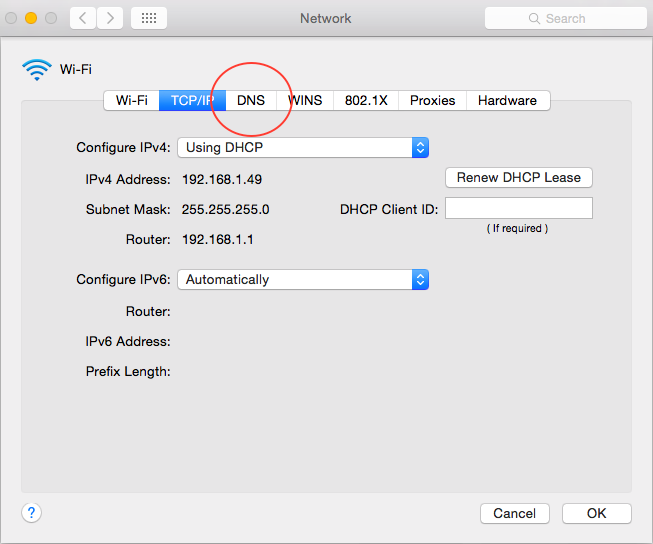 Network
Search
Wi-Fi
Wi-Fi TCP/IP DNS WINS 802.1X Proxies Hardware
Configure IPv4: Using DHCP
IPv4 Address: 192.168.1.49 Renew DHCP Lease
Subnet Mask: 255.255.255.0 DHCP Client ID:
( If required )
Router: 192.168.1.1
Configure IPv6: Automatically
Router:
IPv6 Address:
Prefix Length:
? Cancel OK